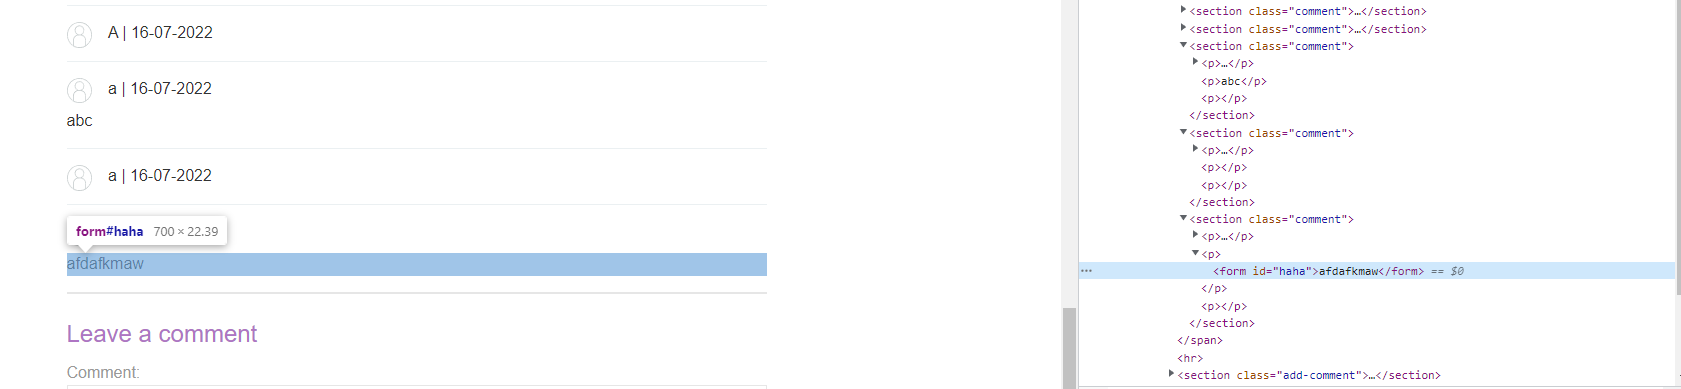 A | 16-07-2022
a | 16-07-2022
abc
a | 16-07-2022
form#haha 700 × 22.39
afdafkmaw
Leave a comment
Comment:
<section class="comment">…</section>
<section class="comment">…</section>
<section class="comment">
<p>…</p>
<p>abc</p>
<p></p>
</section>
<section class="comment">
<p>…</p>
<p></p>
<p></p>
</section>
<section class="comment">
<p>…</p>
<p>
… <form id="haha">afdafkmaw</form> == $0
</p>
<p></p>
</section>
</span>
<hr>
<section class="add-comment">…</section>